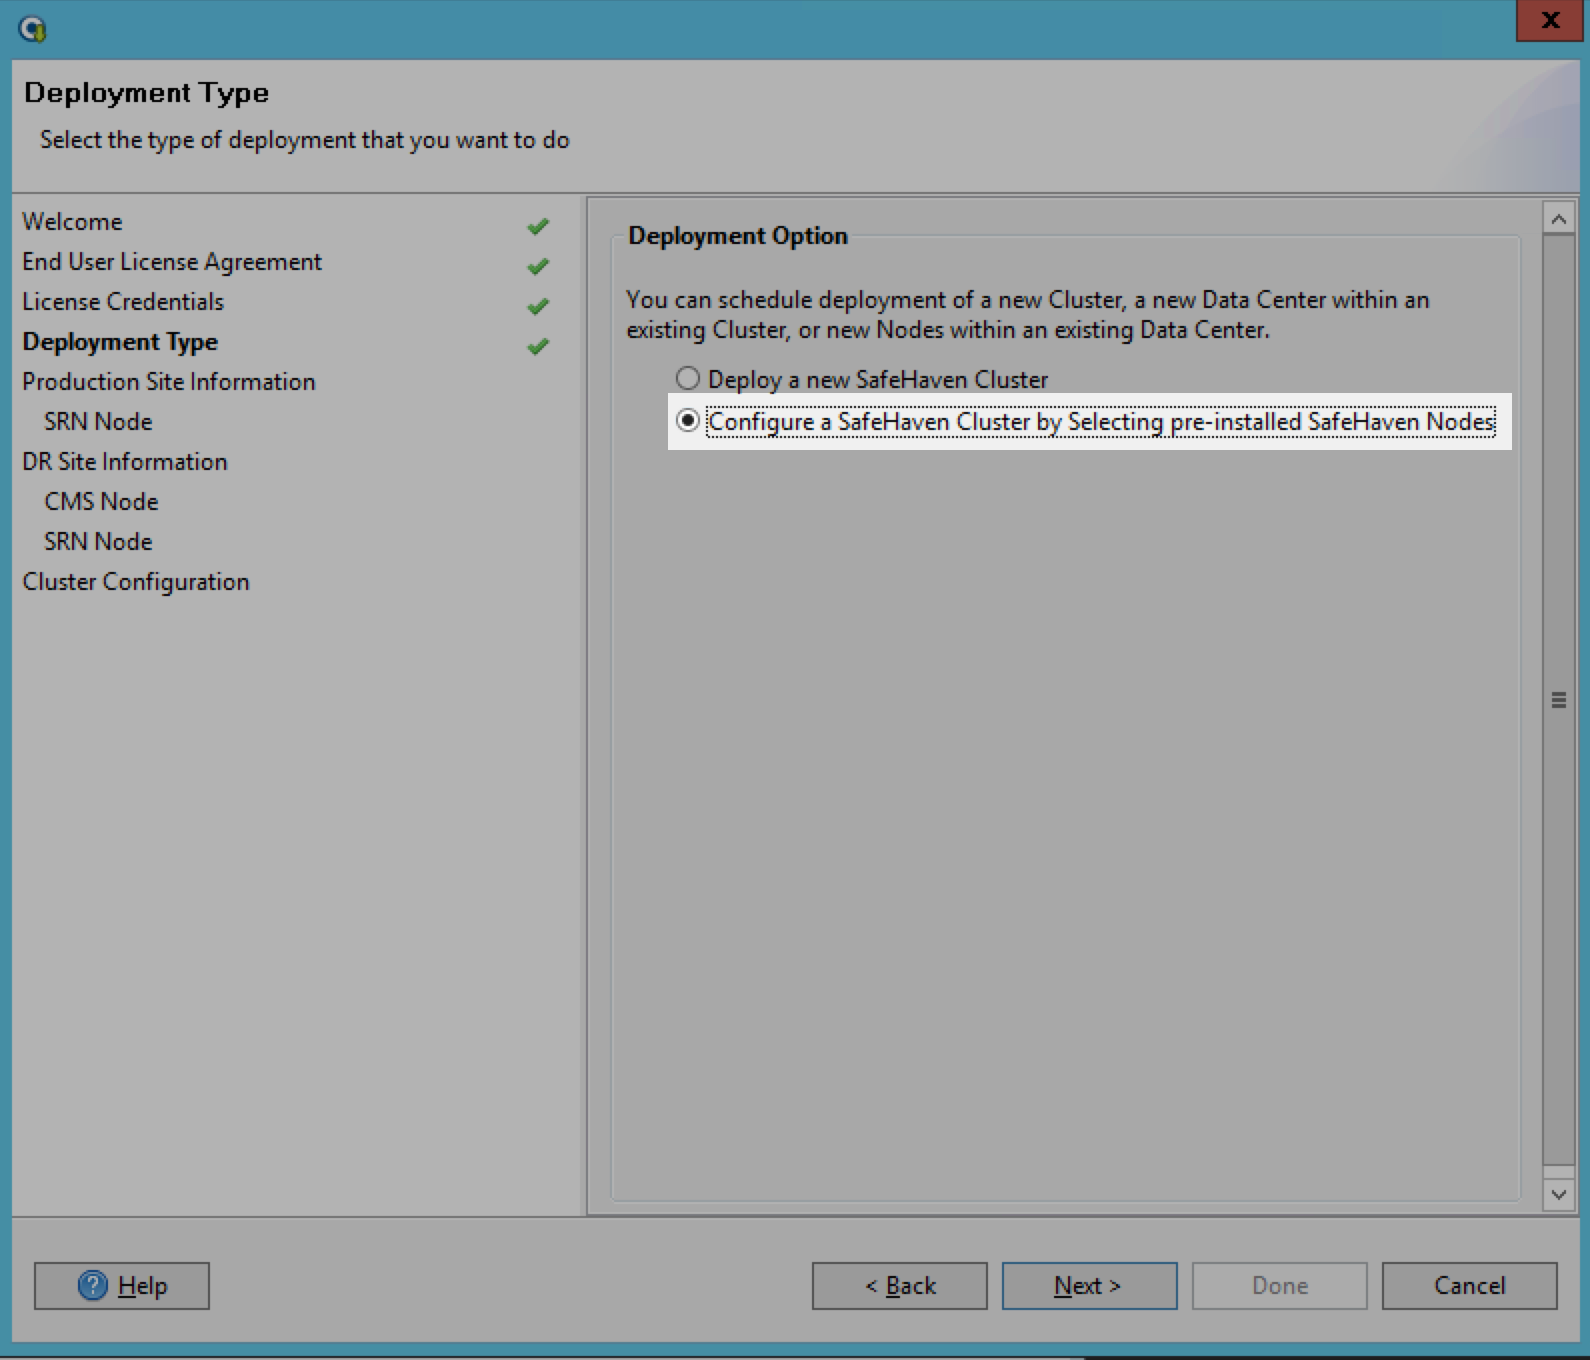 X
Deployment Type
Select the type of deployment that you want to do
Welcome
End User License Agreement
License Credentials
Deployment Type
Production Site Information
SRN Node
DR Site Information
CMS Node
SRN Node
Cluster Configuration
Deployment Option
You can schedule deployment of a new Cluster, a new Data Center within an
existing Cluster, or new Nodes within an existing Data Center.
Deploy a new SafeHaven Cluster
Configure a SafeHaven Cluster by Selecting pre-installed SafeHaven Nodes
? Help
< Back
Next >
Done
Cancel